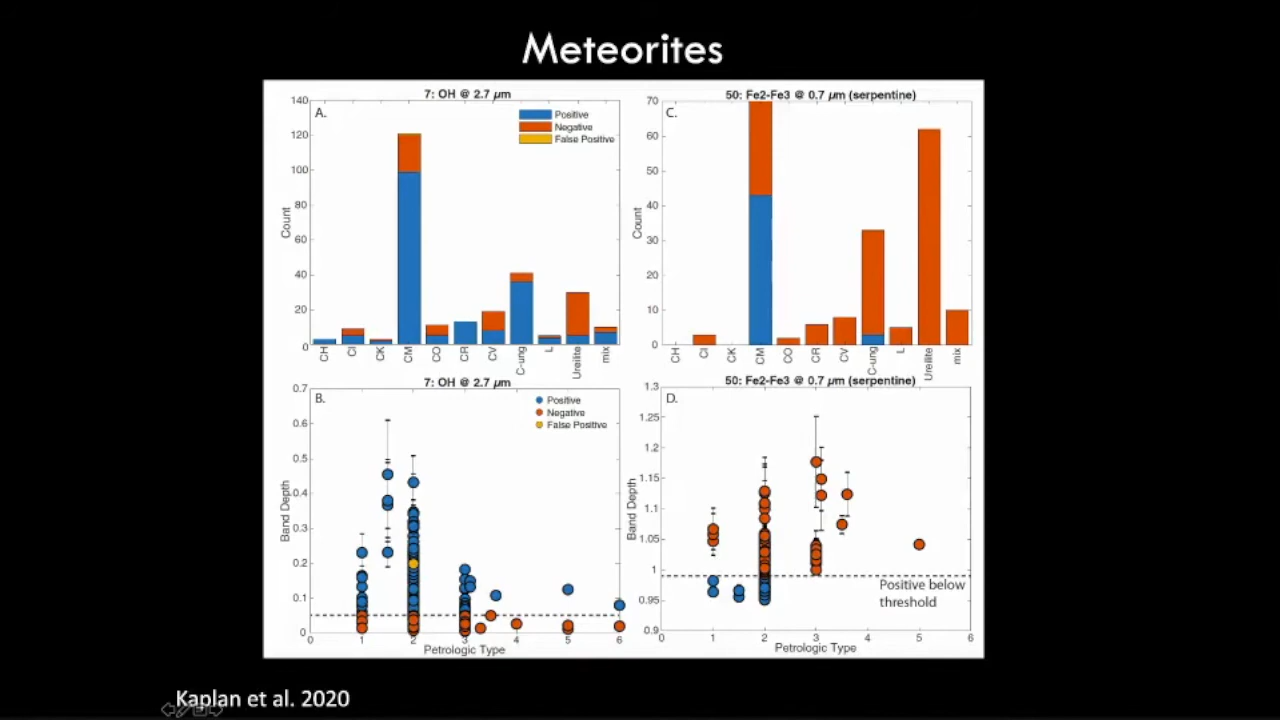 Meteorites
7: OH @ 2.7 µm
A.
Positive
Negative
False Positive
140
120
100
80
60
40
20
0
Count
CH
CI
CK
CM
CO
CR
CV
C-ung
L
Ureilite
mix
50: Fe2-Fe3 @ 0.7 µm (serpentine)
C.
70
60
50
40
30
20
10
0
Count
CH
CI
CK
CM
CO
CR
CV
C-ung
L
Ureilite
mix
7: OH @ 2.7 µm
B.
Positive
Negative
False Positive
0.7
0.6
0.5
0.4
0.3
0.2
0.1
0
Band Depth
0 1 2 3 4 5 6
Petrologic Type
50: Fe2-Fe3 @ 0.7 µm (serpentine)
D.
1.3
1.25
1.2
1.15
1.1
1.05
1
0.95
0.9
Band Depth
Positive below
threshold
0 1 2 3 4 5 6
Petrologic Type
Kaplan et al. 2020